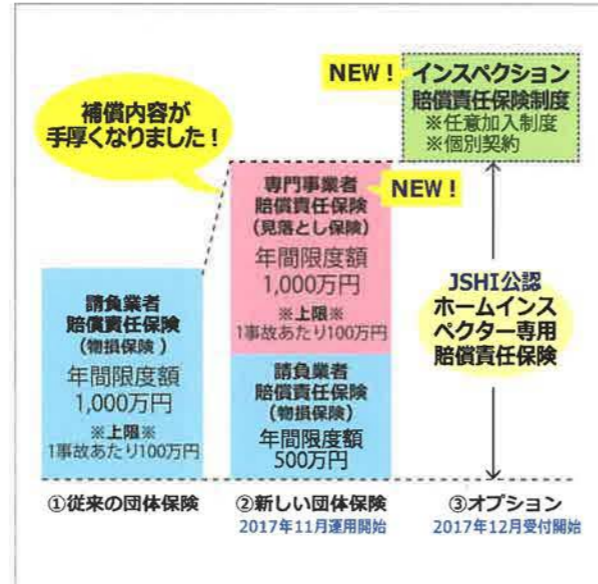 補償内容が
手厚くなりました！
請負業者
賠償責任保険
(物損保険)
年間限度額
1,000万円
※上限※
1事故あたり100万円
①従来の団体保険
専門事業者
賠償責任保険
(見落とし保険)
NEW！
年間限度額
1,000万円
※上限※
1事故あたり100万円
請負業者
賠償責任保険
(物損保険)
年間限度額
500万円
②新しい団体保険
2017年11月運用開始
NEW！
インスペクション
賠償責任保険制度
※任意加入制度
※個別契約
JSHI公認
ホームインス
ペクター専用
賠償責任保険
③オプション
2017年12月受付開始